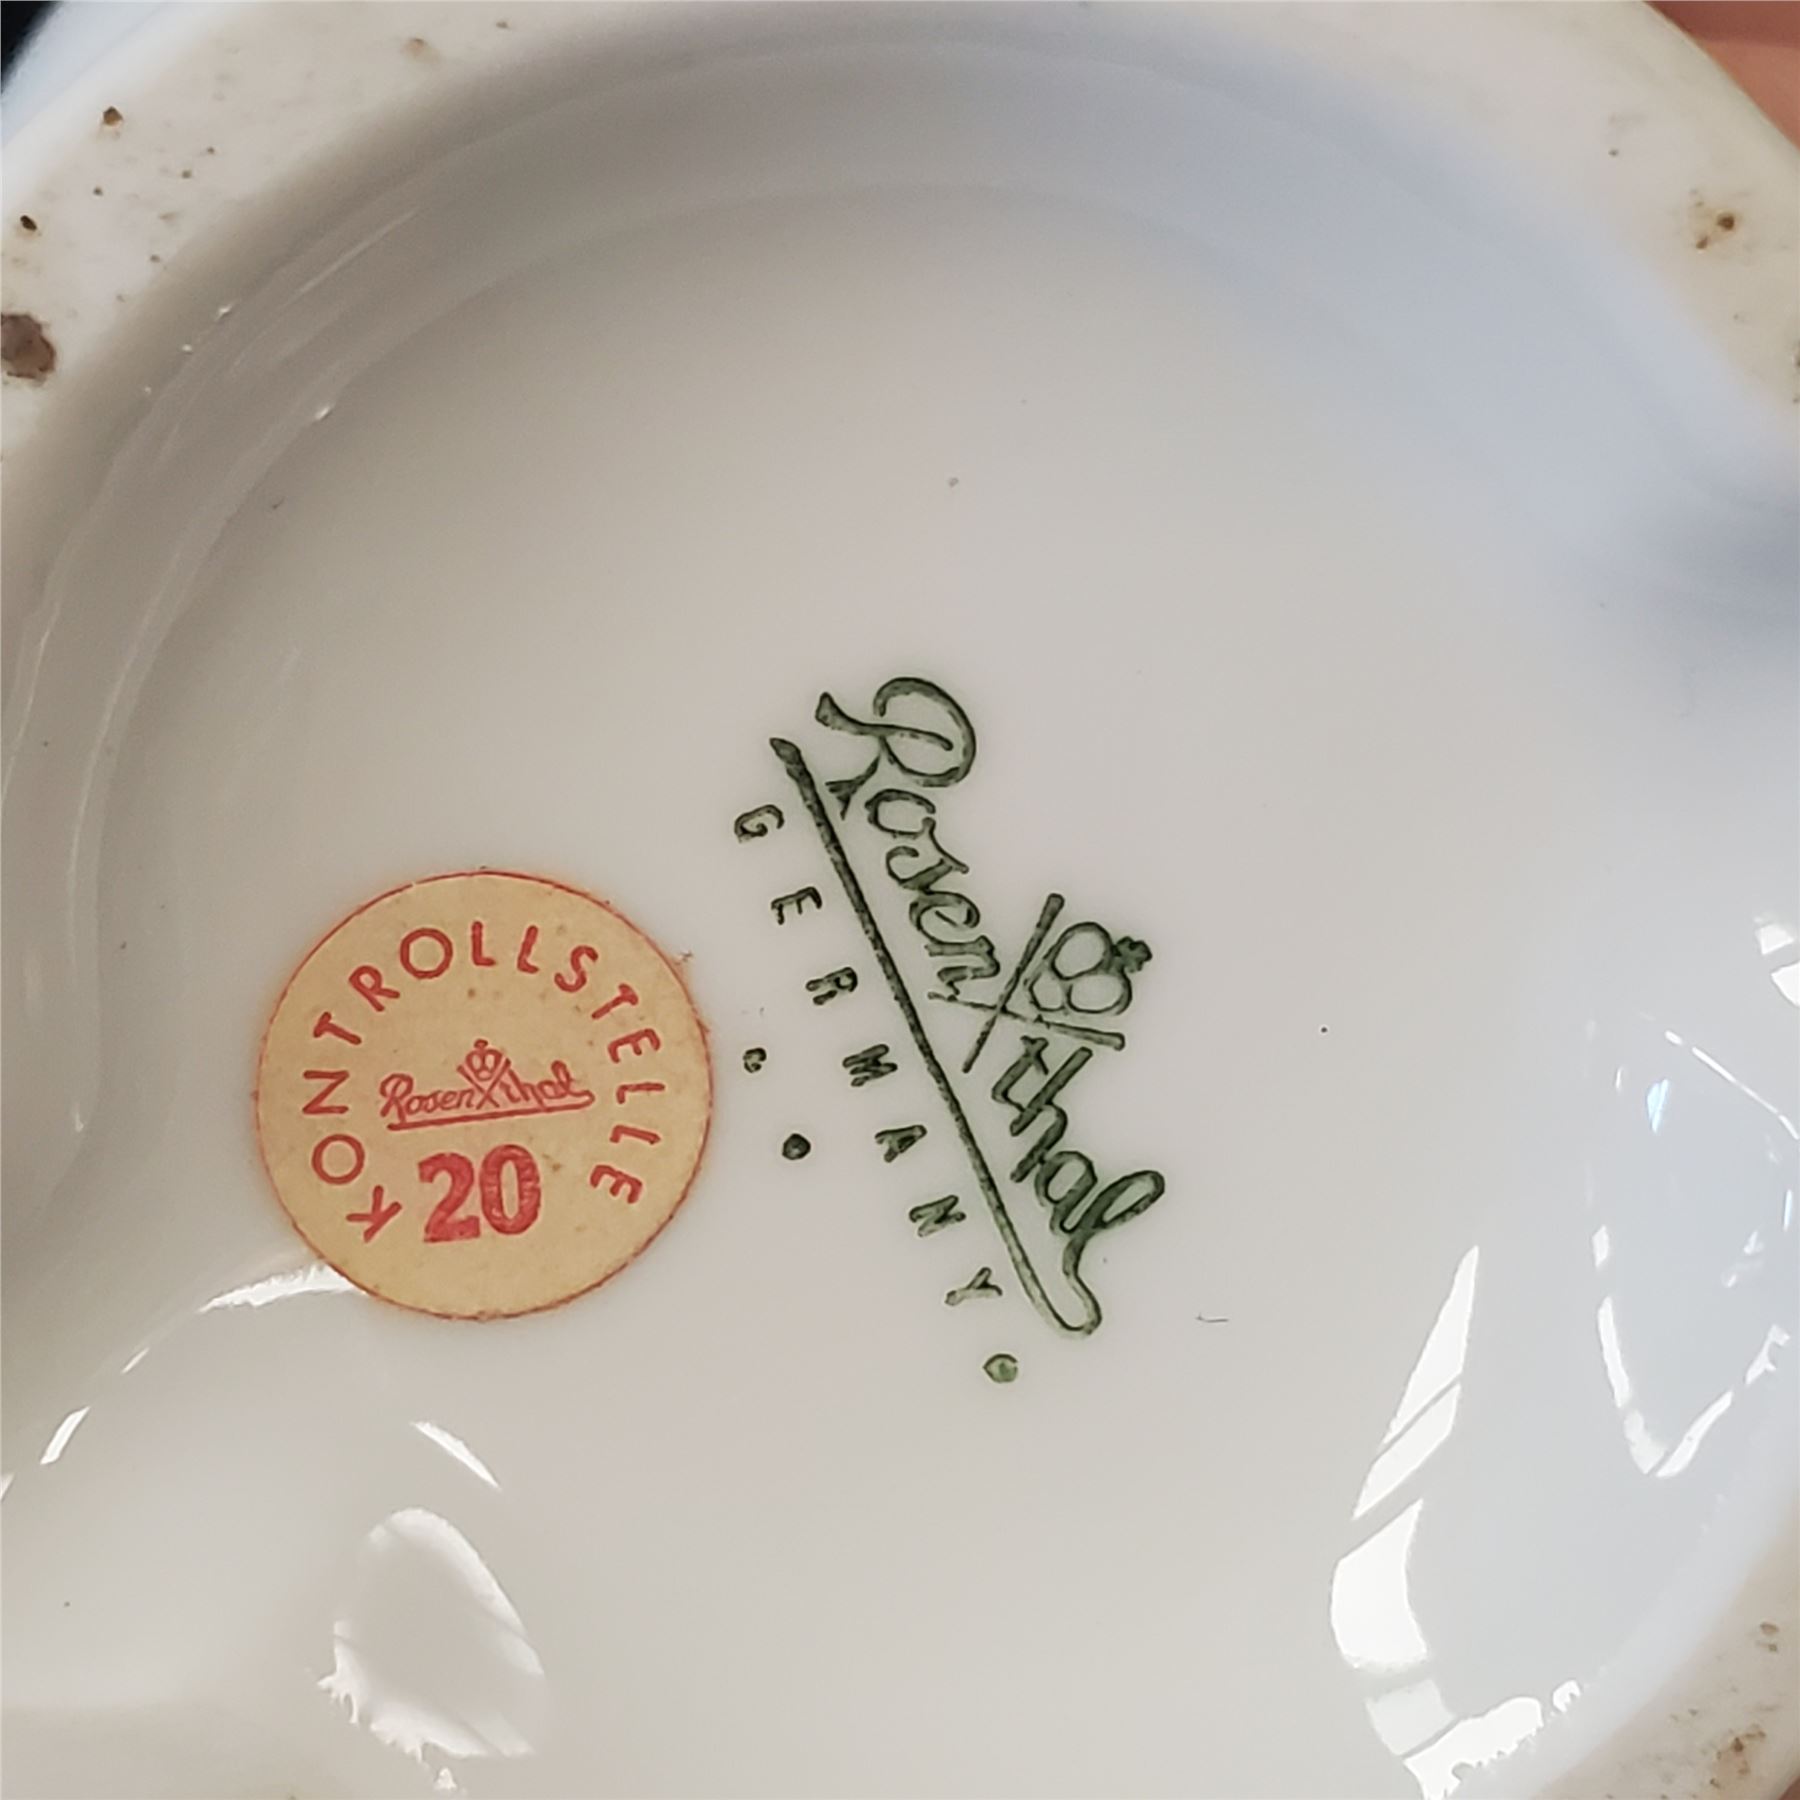 KONTROLLSTELLE
Rosenthal
20
Rosenthal
GERMANY